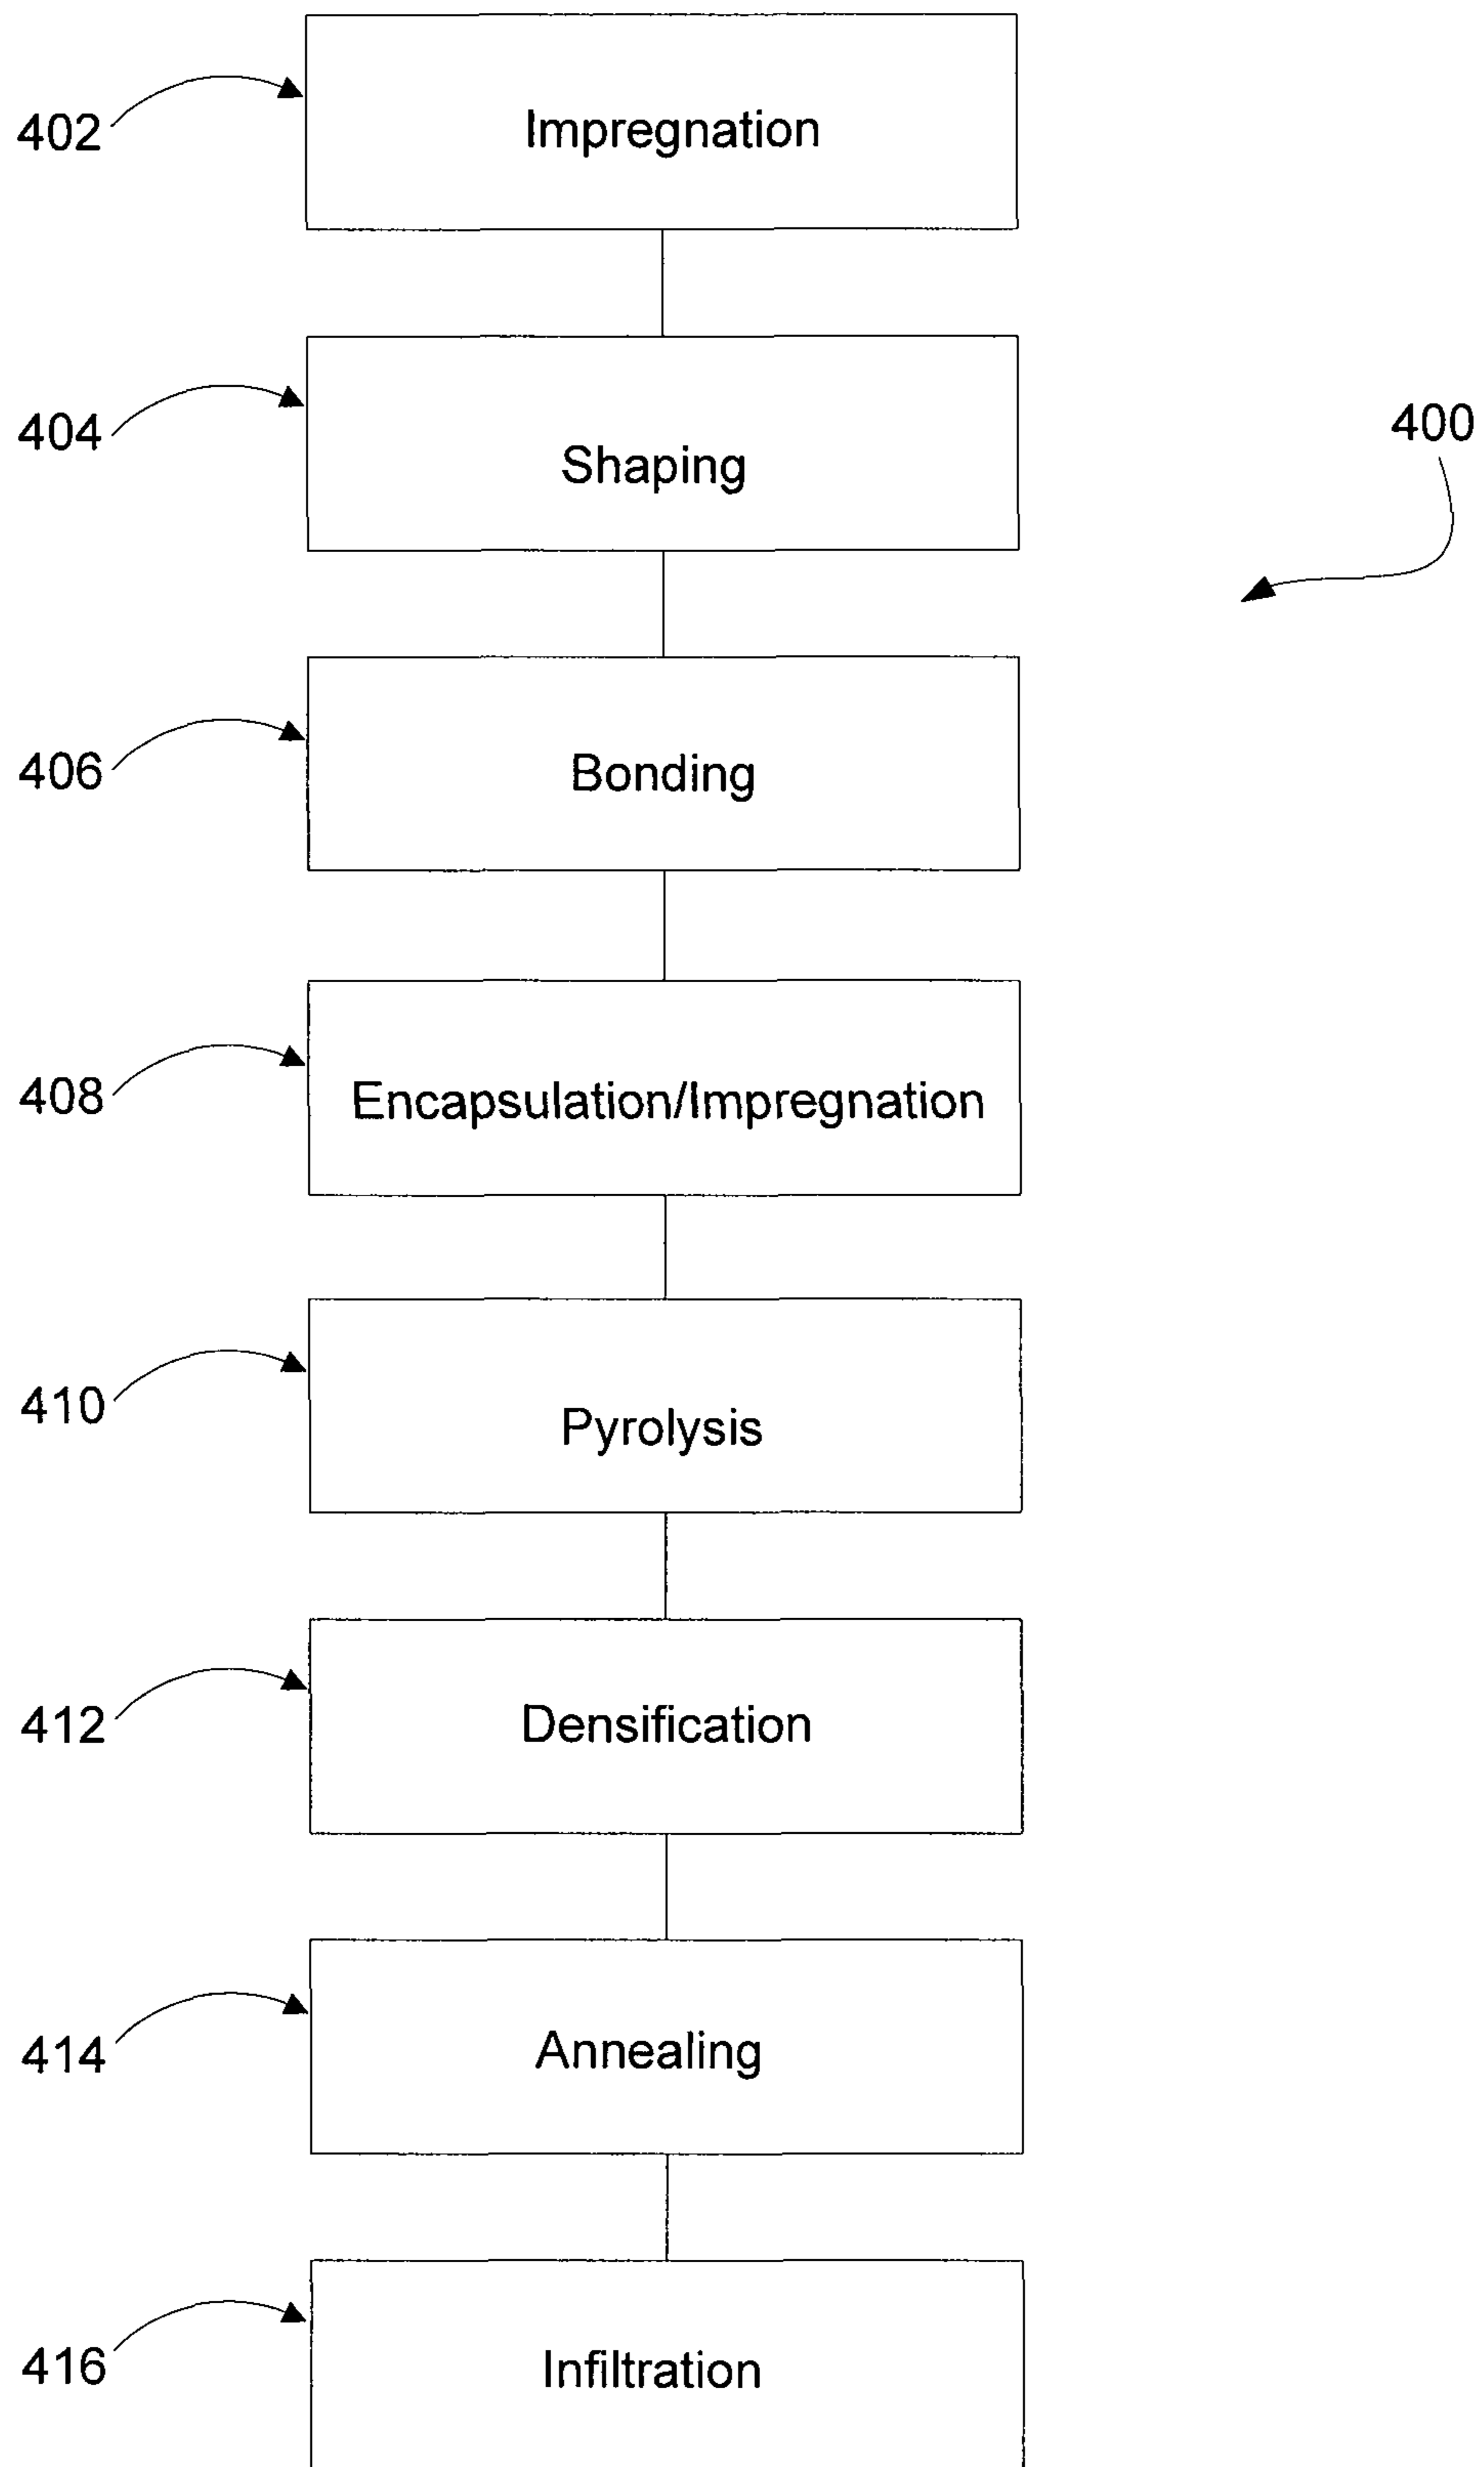 402
Impregnation
404
Shaping
400
406
Bonding
408
Encapsulation/Impregnation
410
Pyrolysis
412
Densification
414
Annealing
416
Infiltration